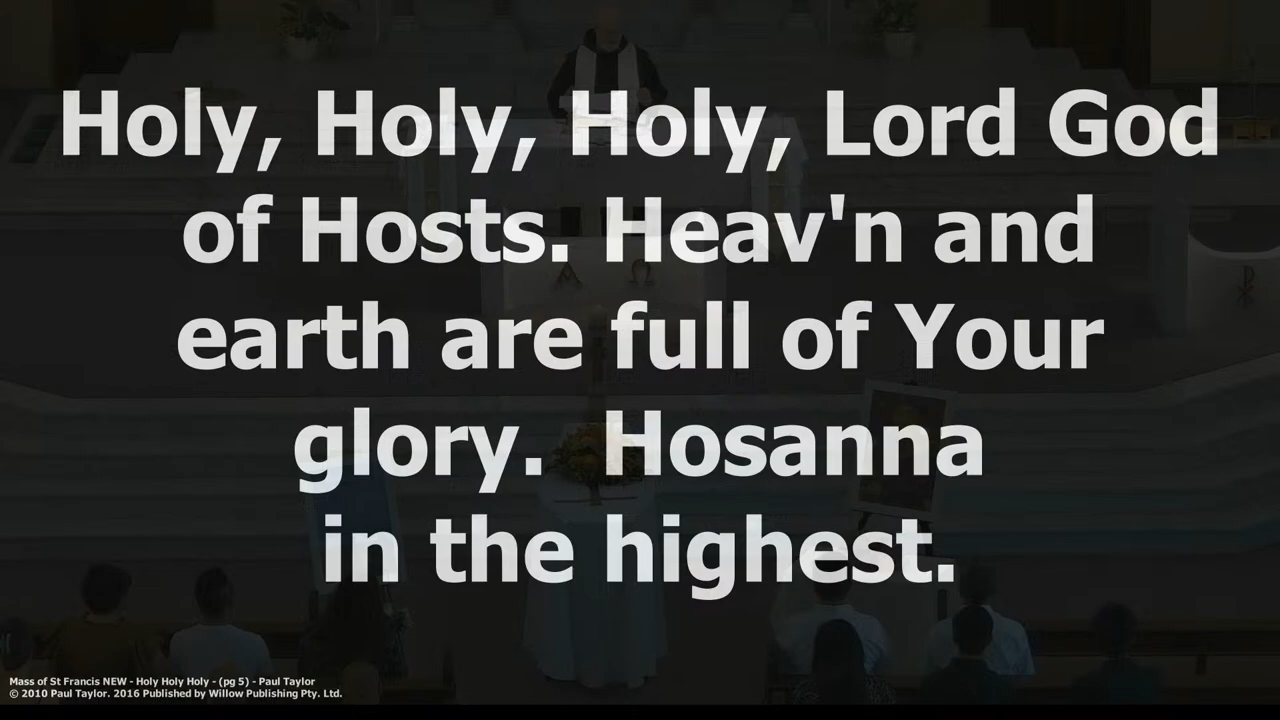 Holy, Holy, Holy, Lord God
of Hosts. Heav'n and
earth are full of Your
glory.  Hosanna
in the highest.
Α Ω
Mass of St Francis NEW - Holy Holy Holy - (pg 5) - Paul Taylor
© 2010 Paul Taylor. 2016 Published by Willow Publishing Pty. Ltd.